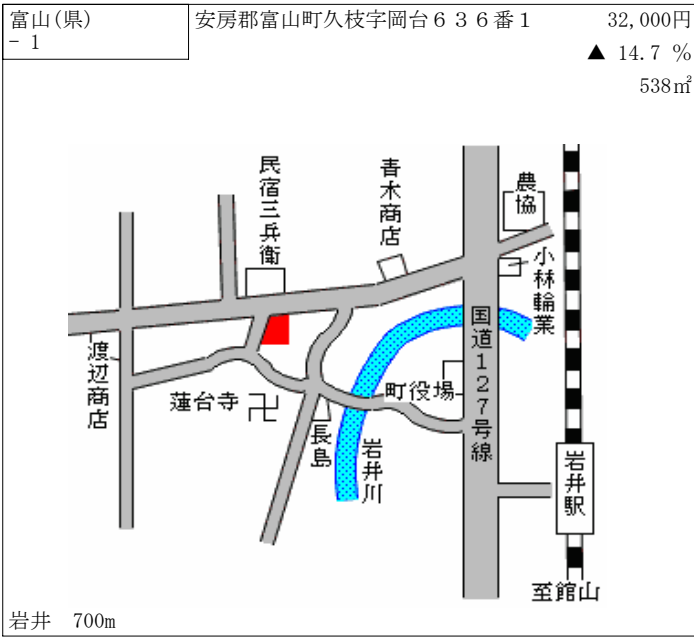 富山(県)
- 1
安房郡富山町久枝字岡台６３６番１
32,000円
▲ 14.7 %
538㎡
民宿三兵衛
青木商店
農協
小林輪業
国道127号線
渡辺商店
町役場
蓮台寺
長島
岩井川
岩井駅
至館山
岩井　700m